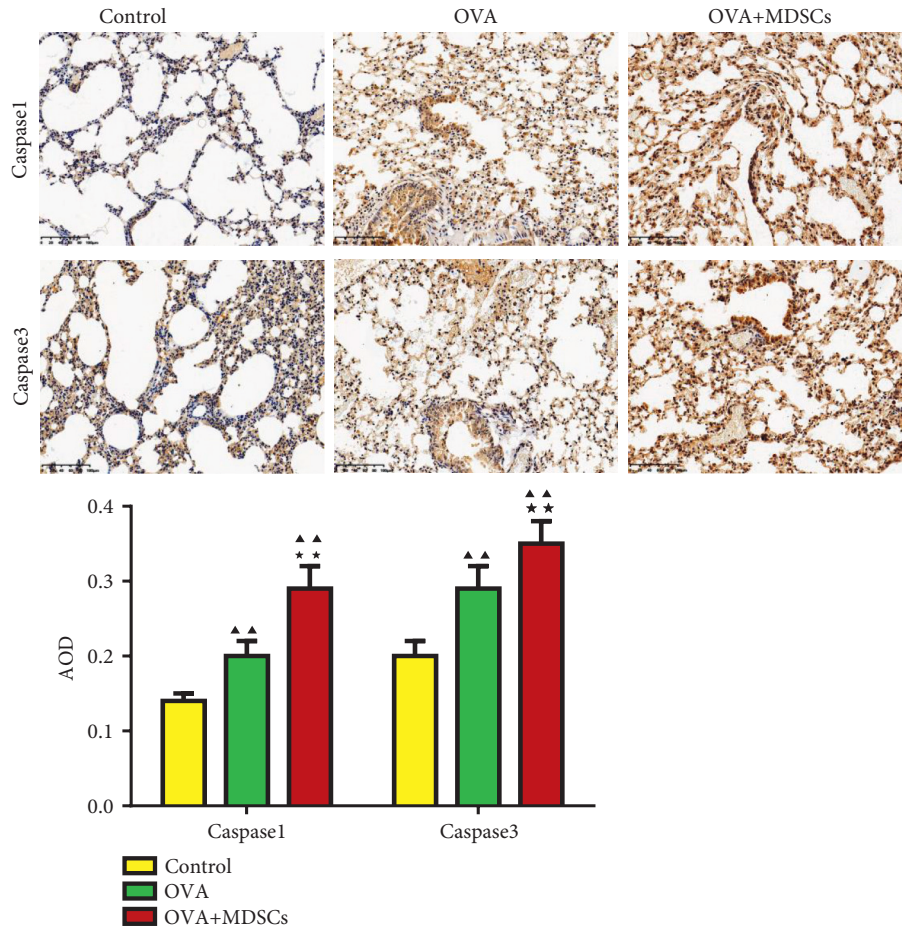 Control OVA OVA+MDSCs
Caspase1
Caspase3
▲ ▲
★ ★
▲ ▲
▲ ▲
▲ ▲
★ ★
0.4
0.3
0.2
0.1
0.0
AOD
Caspase1 Caspase3
Control
OVA
OVA+MDSCs